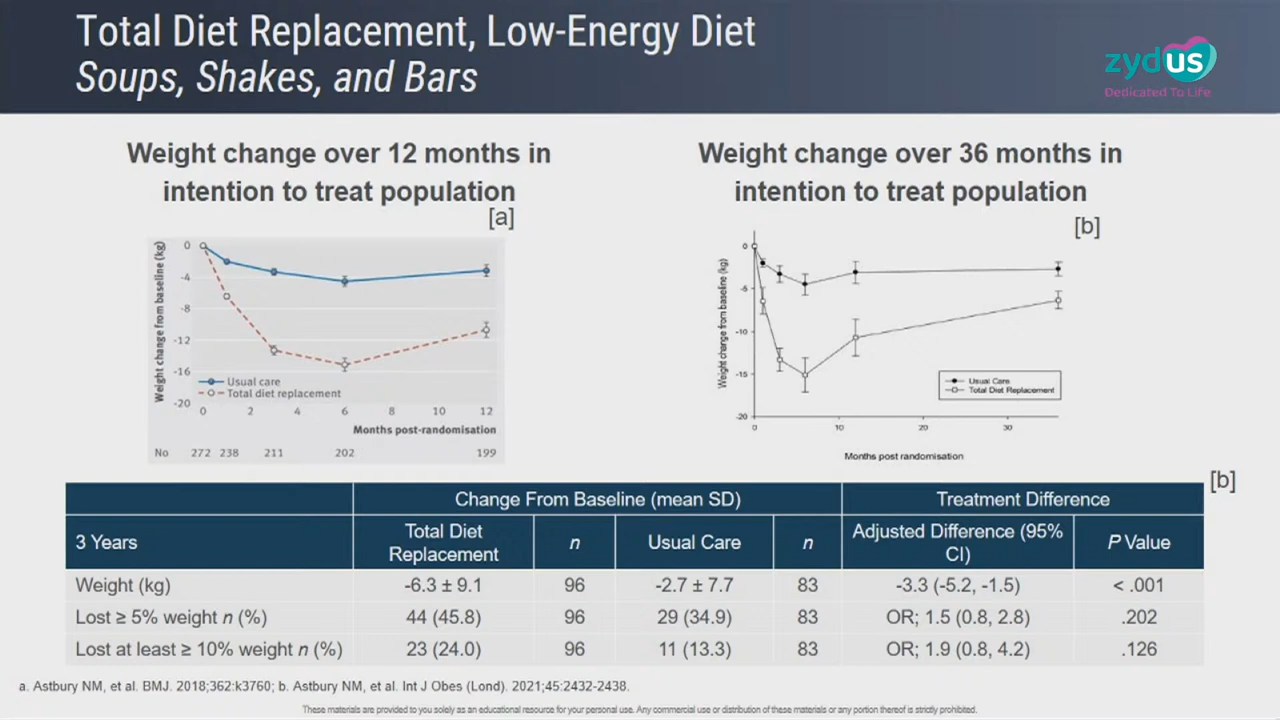 Total Diet Replacement, Low-Energy Diet
Soups, Shakes, and Bars
zydus
Dedicated To Life
Weight change over 12 months in
intention to treat population
[a]
Weight change from baseline (kg)
0
-4
-8
-12
-16
-20
Usual care
Total diet replacement
0 2 4 6 8 10 12
Months post-randomisation
No 272 238 211 202 199
Weight change over 36 months in
intention to treat population
[b]
Weight change from baseline (kg)
0
-5
-10
-15
-20
Usual Care
Total Diet Replacement
0 10 20 30
Months post randomisation
[b]
Change From Baseline (mean SD) Treatment Difference
3 Years Total Diet Replacement n Usual Care n Adjusted Difference (95% CI) P Value
Weight (kg) -6.3 ± 9.1 96 -2.7 ± 7.7 83 -3.3 (-5.2, -1.5) < .001
Lost ≥ 5% weight n (%) 44 (45.8) 96 29 (34.9) 83 OR; 1.5 (0.8, 2.8) .202
Lost at least ≥ 10% weight n (%) 23 (24.0) 96 11 (13.3) 83 OR; 1.9 (0.8, 4.2) .126
a. Astbury NM, et al. BMJ. 2018;362:k3760; b. Astbury NM, et al. Int J Obes (Lond). 2021;45:2432-2438.
These materials are provided to you solely as an educational resource for your personal use. Any commercial use or distribution of these materials or any portion thereof is strictly prohibited.